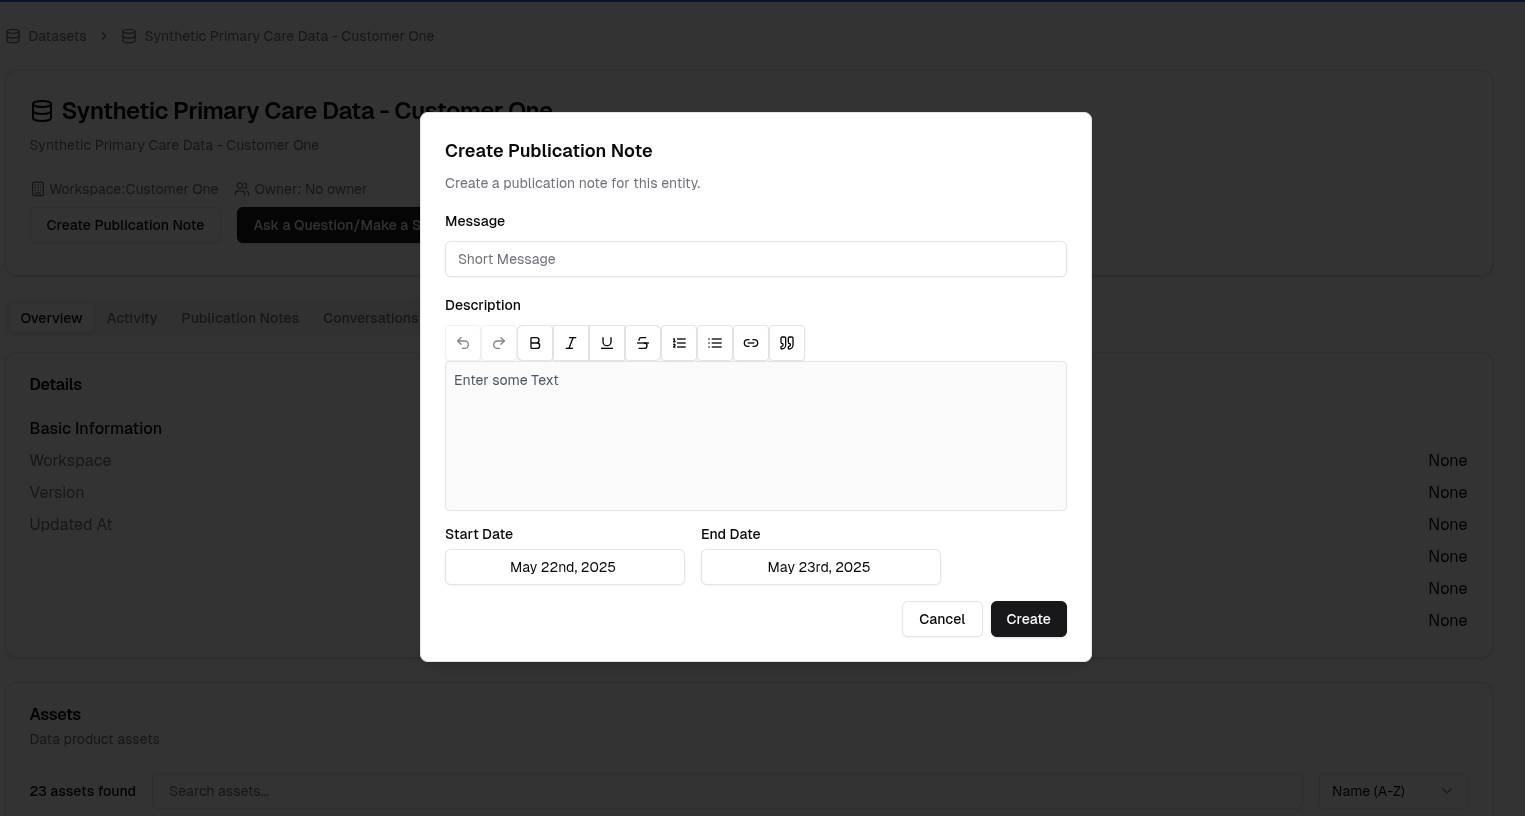 Datasets > Synthetic Primary Care Data - Customer One
Synthetic Primary Care Data - Customer One
Synthetic Primary Care Data - Customer One
Workspace:Customer One Owner: No owner
Create Publication Note Ask a Question/Make a S
Overview Activity Publication Notes Conversations
Details
Basic Information
Workspace None
Version None
Updated At None
None
None
None
Assets
Data product assets
23 assets found Search assets... Name (A-Z)
Create Publication Note
Create a publication note for this entity.
Message
Short Message
Description
Enter some Text
Start Date End Date
May 22nd, 2025 May 23rd, 2025
Cancel Create